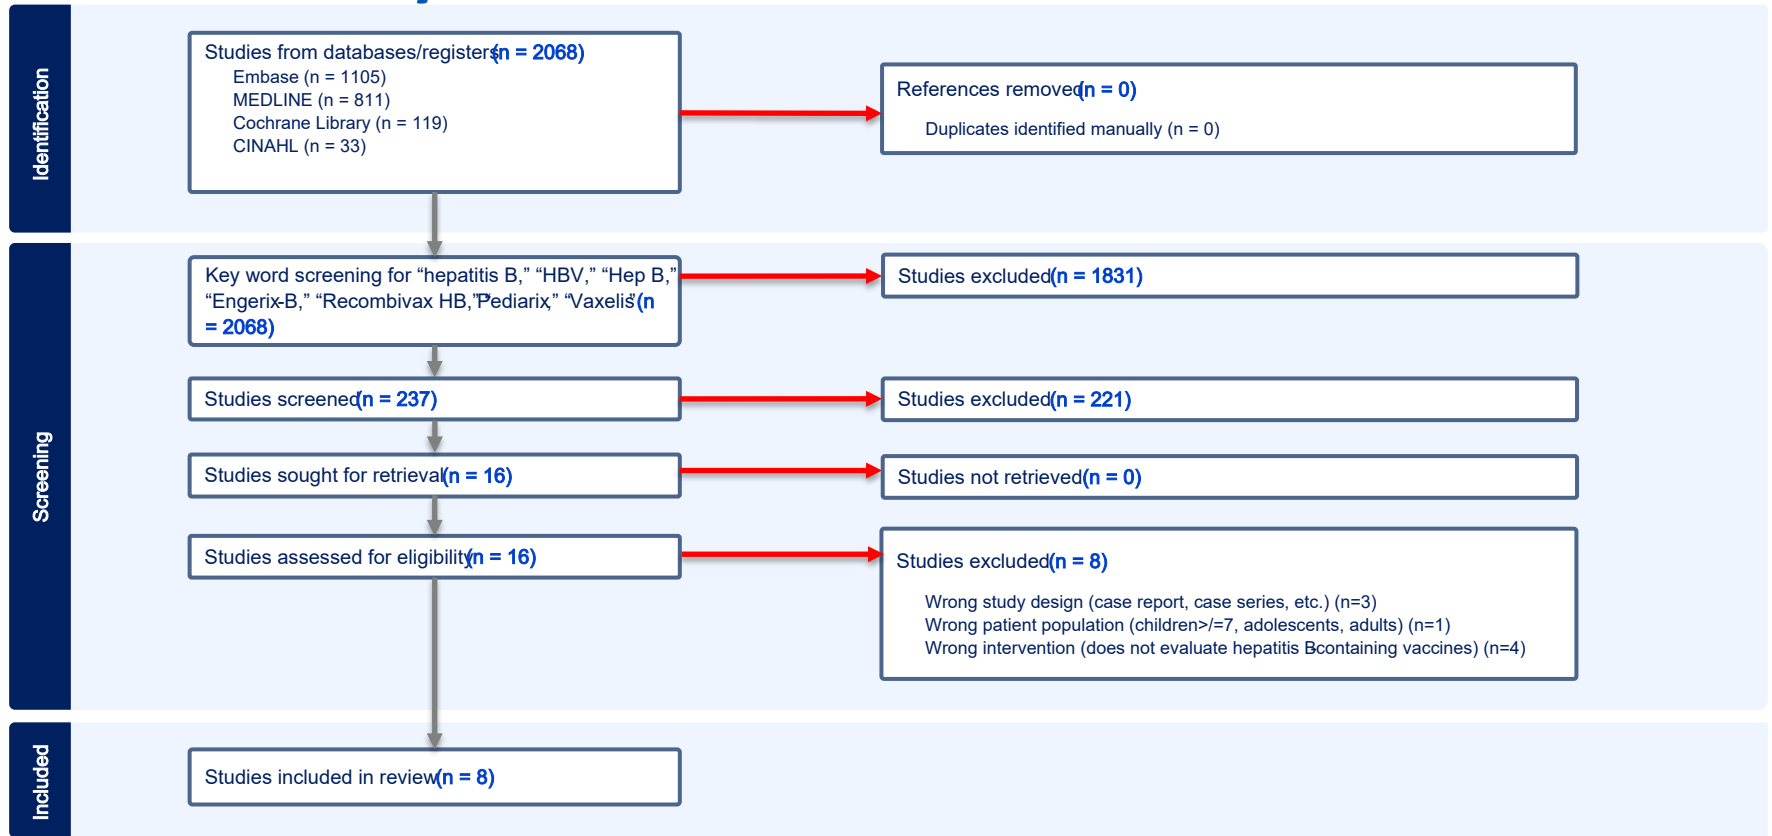 Identification
Studies from databases/registers (n = 2068)
Embase (n = 1105)
MEDLINE (n = 811)
Cochrane Library (n = 119)
CINAHL (n = 33)
References removed (n = 0)
Duplicates identified manually (n = 0)
Screening
Key word screening for “hepatitis B,” “HBV,” “Hep B,”
“Engerix-B,” “Recombivax HB,” “Pediarix,” “Vaxelis” (n
= 2068)
Studies excluded (n = 1831)
Studies screened (n = 237)
Studies excluded (n = 221)
Studies sought for retrieval (n = 16)
Studies not retrieved (n = 0)
Studies assessed for eligibility (n = 16)
Studies excluded (n = 8)
Wrong study design (case report, case series, etc.) (n=3)
Wrong patient population (children>/=7, adolescents, adults) (n=1)
Wrong intervention (does not evaluate hepatitis B-containing vaccines) (n=4)
Included
Studies included in review (n = 8)